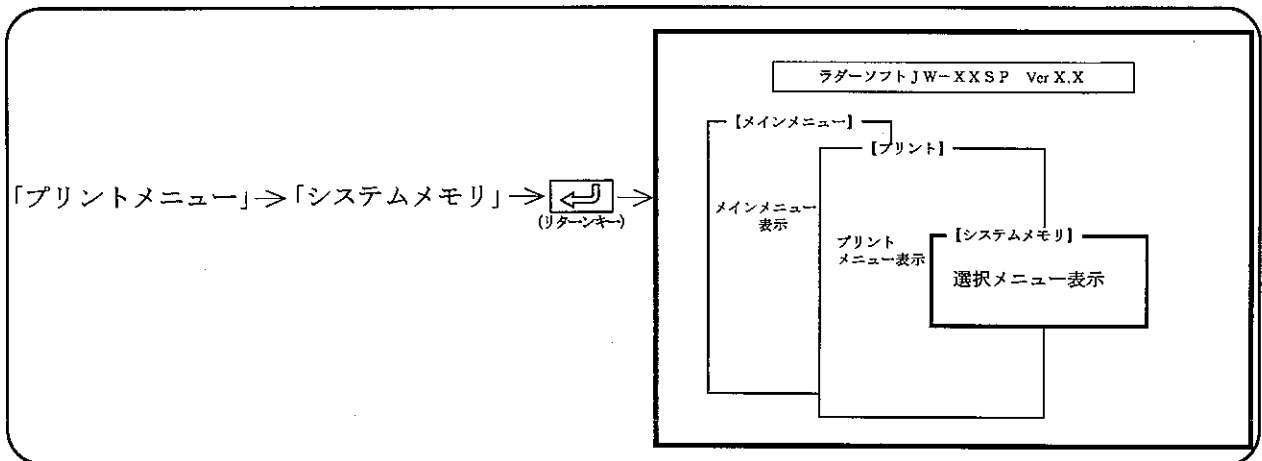 ラダーソフトJW-XXSP Ver X.X
【メインメニュー】
【プリント】
「プリントメニュー」→「システムメモリ」→
(リターンキー)
メインメニュー
表示
プリント
メニュー表示
【システムメモリ】
選択メニュー表示